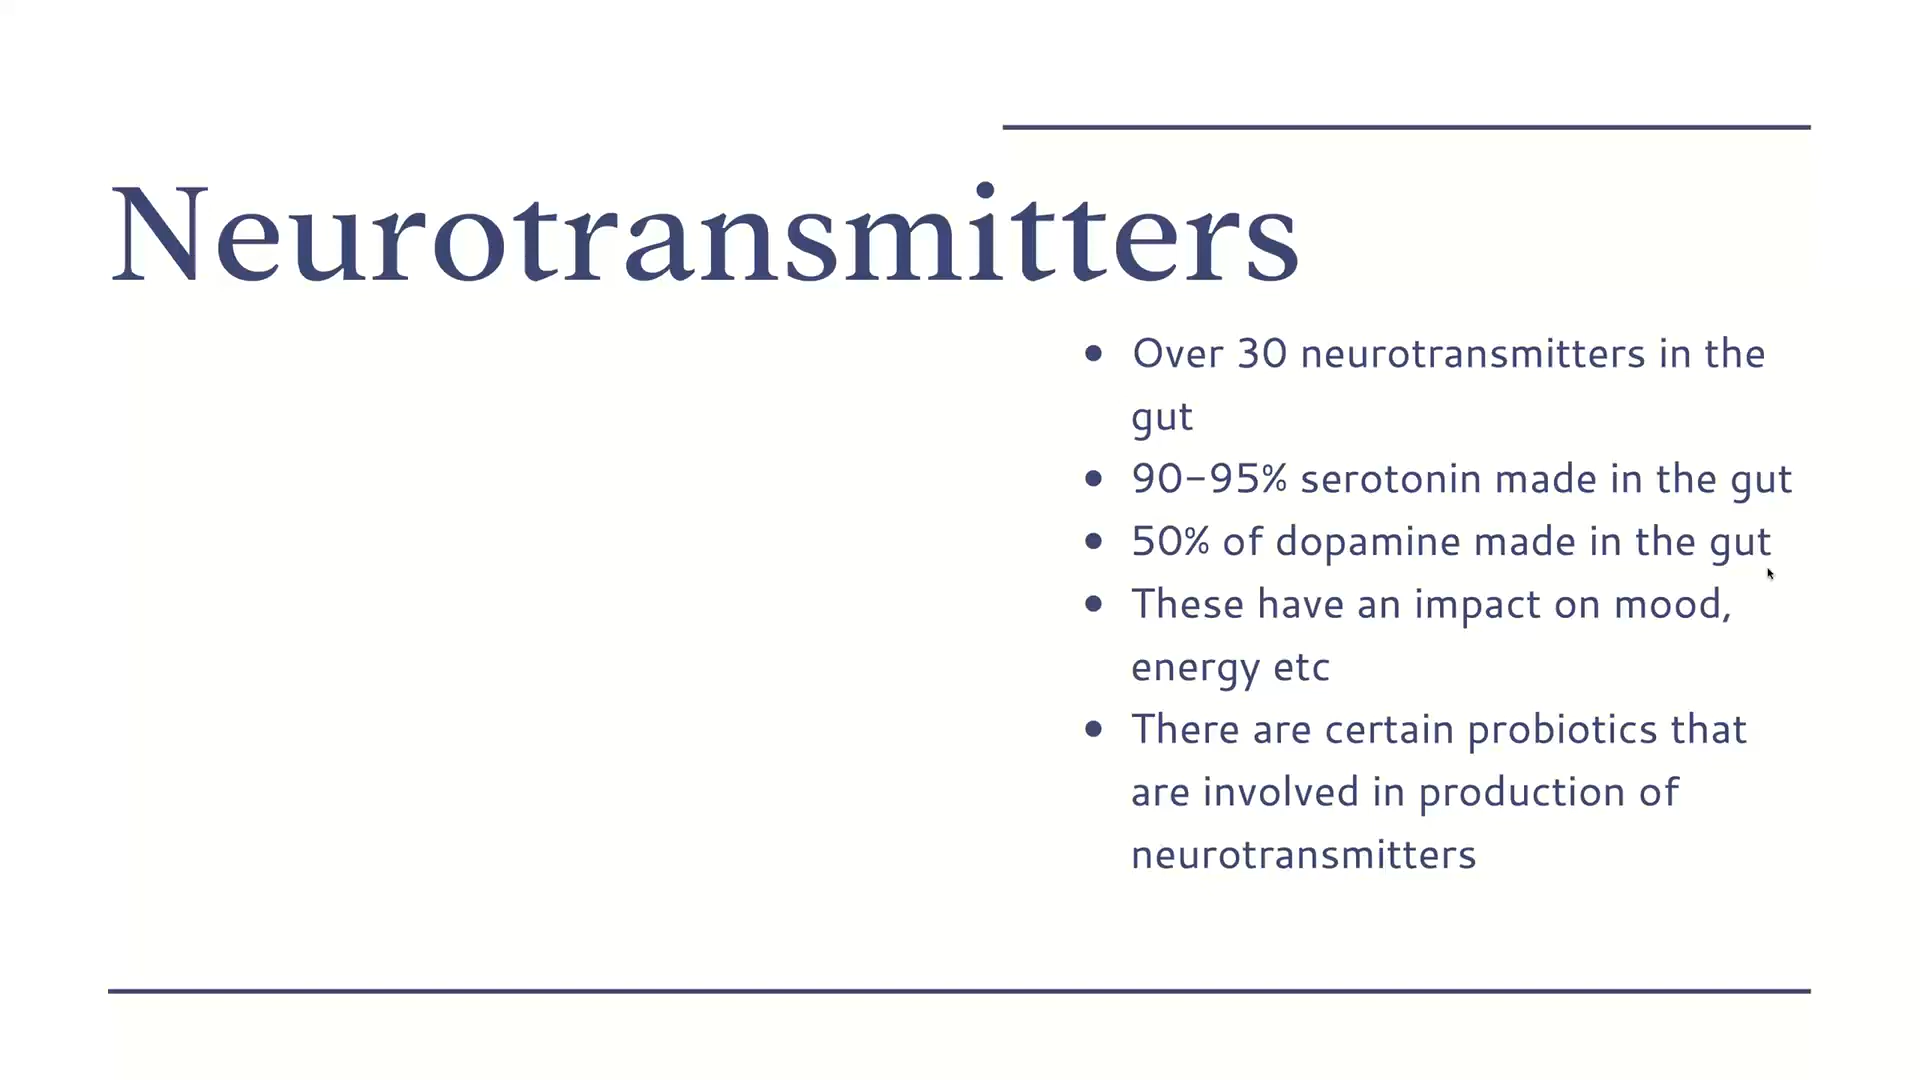 Neurotransmitters
• Over 30 neurotransmitters in the
gut
• 90-95% serotonin made in the gut
• 50% of dopamine made in the gut
• These have an impact on mood,
energy etc
• There are certain probiotics that
are involved in production of
neurotransmitters